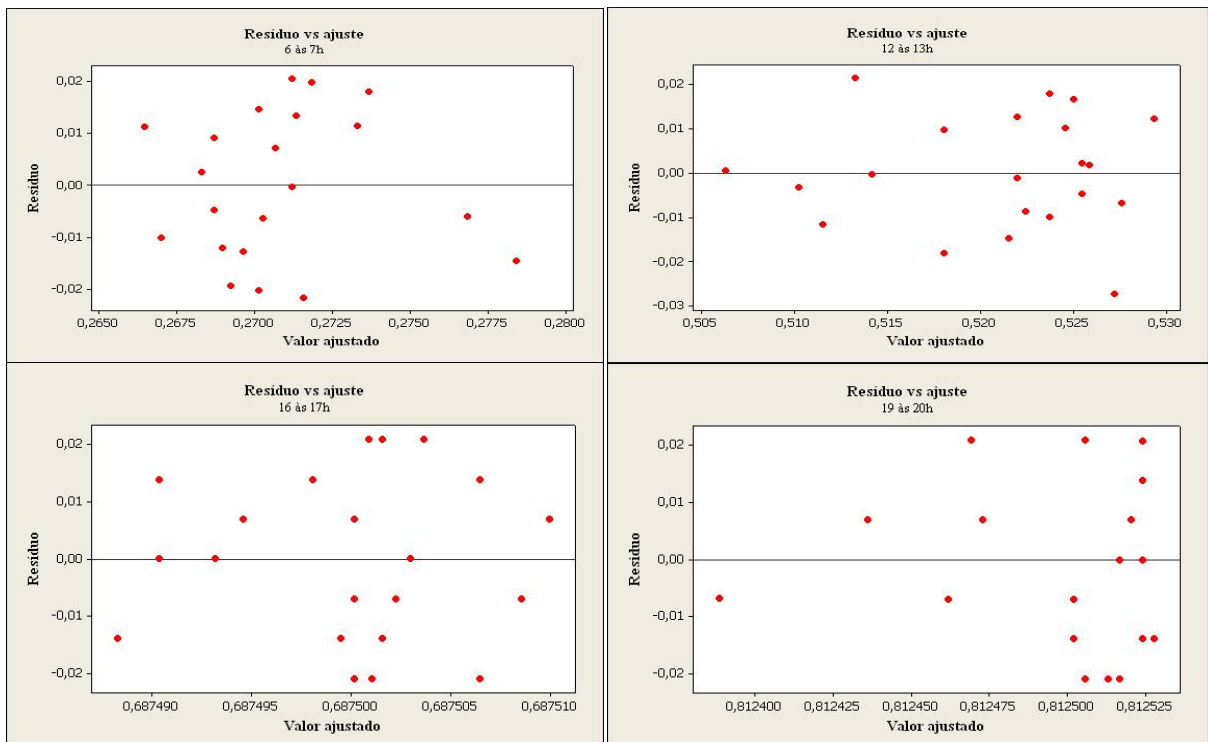 Resíduo vs ajuste
6 às 7h
Resíduo
0,02
0,01
0,00
-0,01
-0,02
0,2650 0,2675 0,2700 0,2725 0,2750 0,2775 0,2800
Valor ajustado
Resíduo vs ajuste
12 às 13h
Resíduo
0,02
0,01
0,00
-0,01
-0,02
-0,03
0,505 0,510 0,515 0,520 0,525 0,530
Valor ajustado
Resíduo vs ajuste
16 às 17h
Resíduo
0,02
0,01
0,00
-0,01
-0,02
0,687490 0,687495 0,687500 0,687505 0,687510
Valor ajustado
Resíduo vs ajuste
19 às 20h
Resíduo
0,02
0,01
0,00
-0,01
-0,02
0,812400 0,812425 0,812450 0,812475 0,812500 0,812525
Valor ajustado